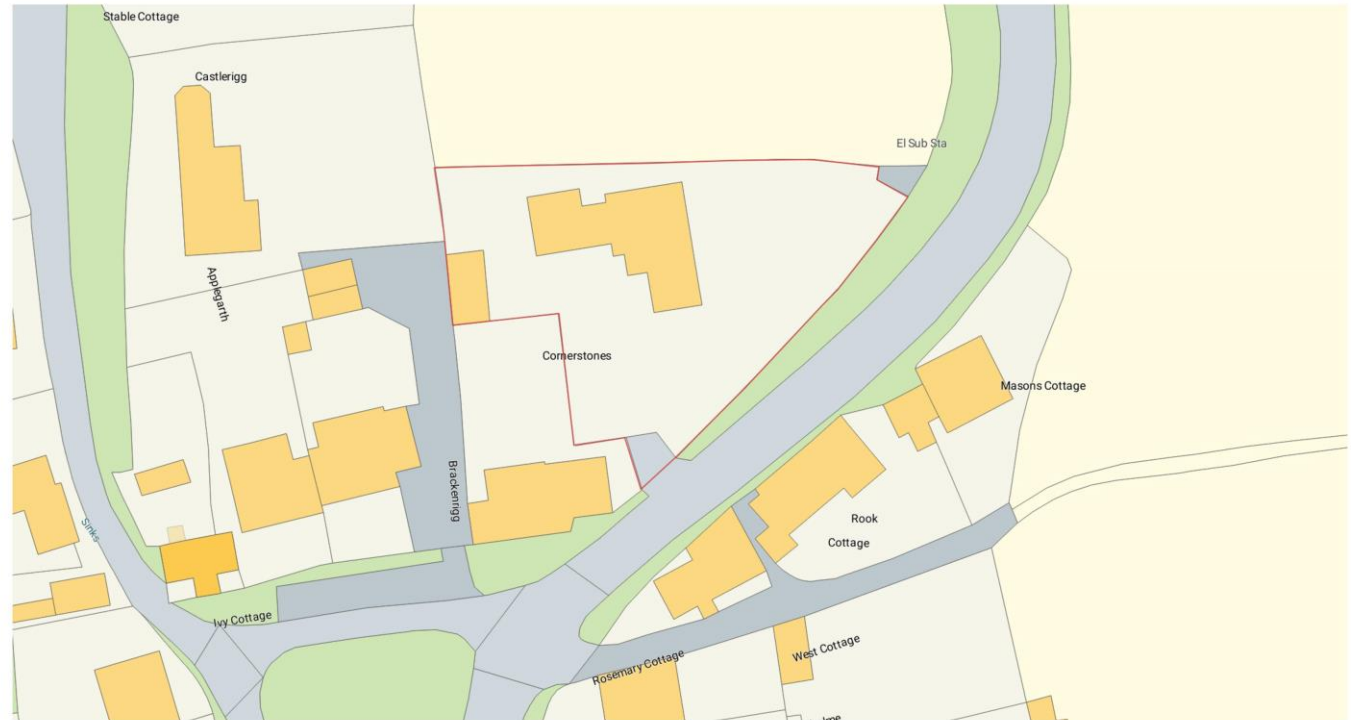 Stable Cottage
Castlerigg
El Sub Sta
Applegarth
Cornerstones
Masons Cottage
Brackenrigg
Sinks
Rook
Cottage
Ivy Cottage
West Cottage
Rosemary Cottage